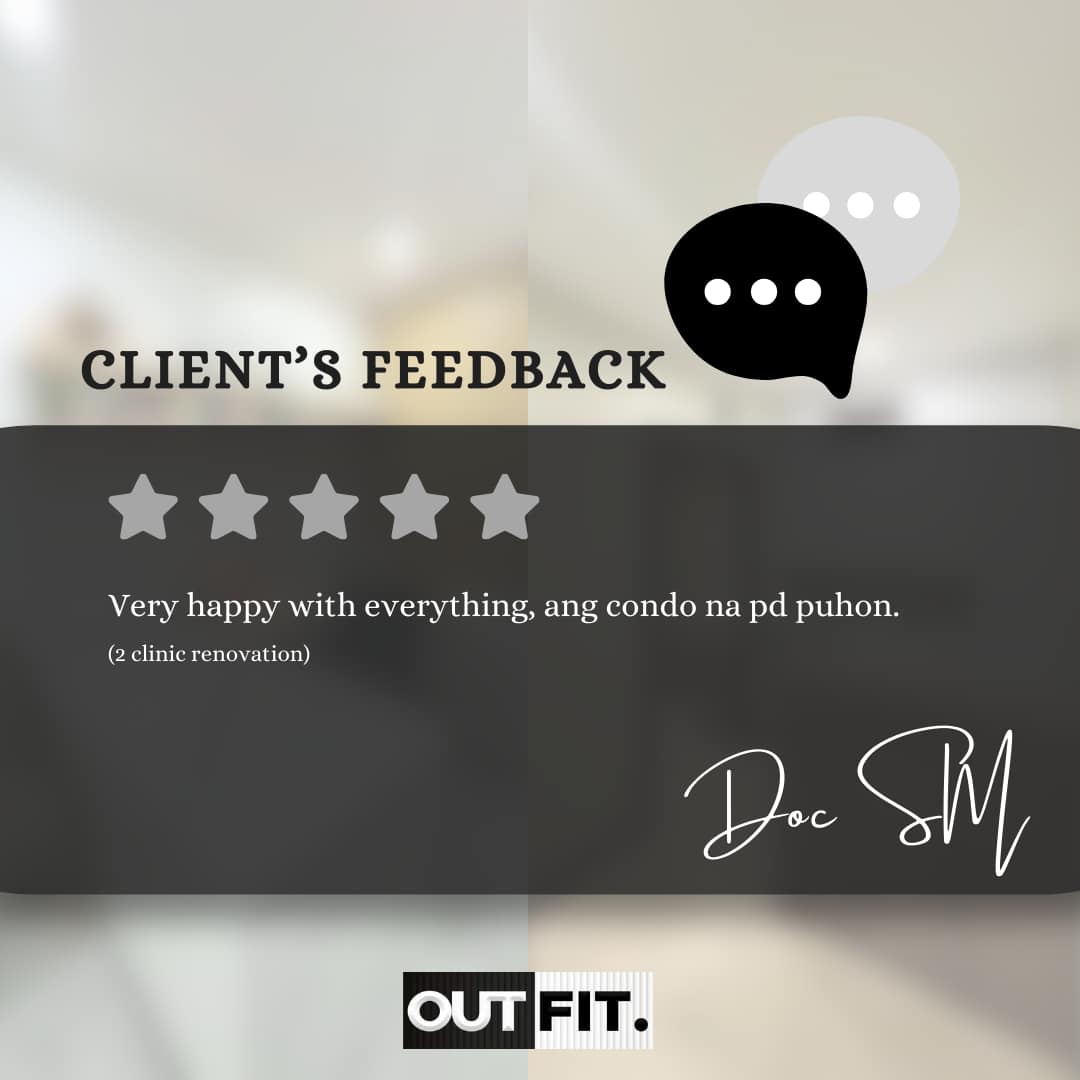 CLIENT’S FEEDBACK
Very happy with everything, ang condo na pd puhon.
(2 clinic renovation)
Doc SM
OUTFIT.